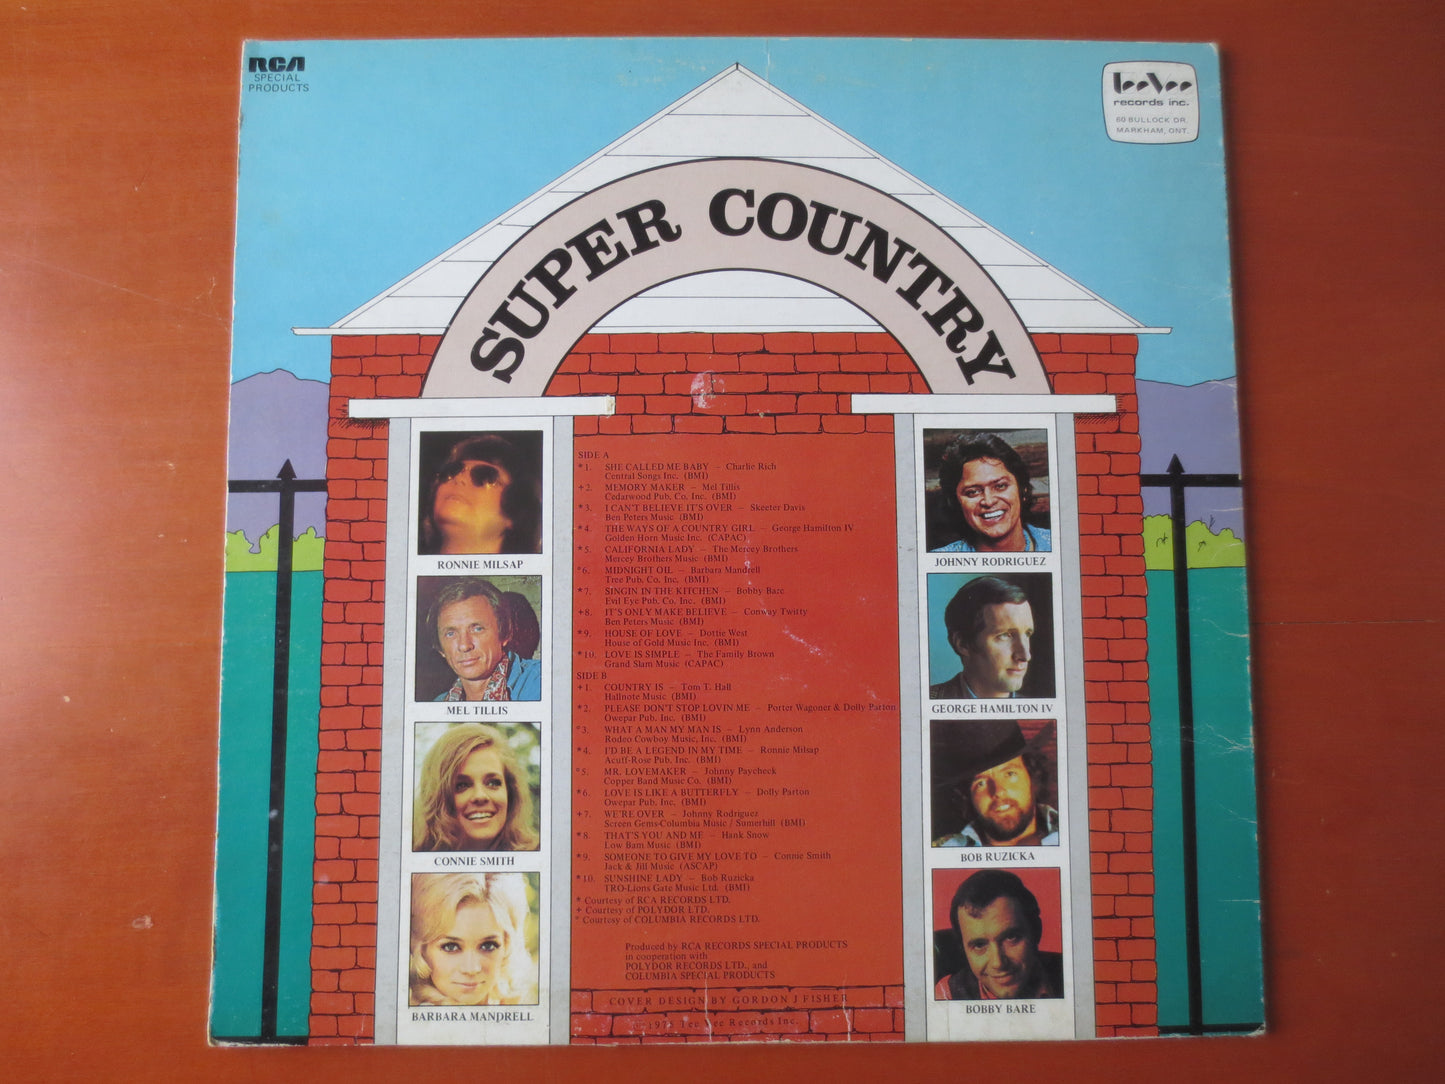 RCA
SPECIAL
PRODUCTS
TeeVee
records inc.
60 BULLOCK DR.
MARKHAM, ONT.
SUPER COUNTRY
RONNIE MILSAP
MEL TILLIS
CONNIE SMITH
BARBARA MANDRELL
SIDE A
*1. SHE CALLED ME BABY – Charlie Rich
Central Songs Inc. (BMI)
+2. MEMORY MAKER – Mel Tillis
Cedarwood Pub. Co. Inc. (BMI)
*3. I CAN'T BELIEVE IT'S OVER – Skeeter Davis
Ben Peters Music (BMI)
*4. THE WAYS OF A COUNTRY GIRL – George Hamilton IV
Golden Horn Music Inc. (CAPAC)
*5. CALIFORNIA LADY – The Mercey Brothers
Mercey Brothers Music (BMI)
°6. MIDNIGHT OIL – Barbara Mandrell
Tree Pub. Co. Inc. (BMI)
*7. SINGIN IN THE KITCHEN – Bobby Bare
Evil Eye Pub. Co. Inc. (BMI)
+8. IT'S ONLY MAKE BELIEVE – Conway Twitty
Ben Peters Music (BMI)
*9. HOUSE OF LOVE – Dottie West
House of Gold Music Inc. (BMI)
*10. LOVE IS SIMPLE – The Family Brown
Grand Slam Music (CAPAC)
SIDE B
+1. COUNTRY IS – Tom T. Hall
Hallnote Music (BMI)
*2. PLEASE DON'T STOP LOVIN ME – Porter Wagoner & Dolly Parton
Owepar Pub. Inc. (BMI)
°3. WHAT A MAN MY MAN IS – Lynn Anderson
Rodeo Cowboy Music, Inc. (BMI)
*4. I'D BE A LEGEND IN MY TIME – Ronnie Milsap
Acuff-Rose Pub. Inc. (BMI)
°5. MR. LOVEMAKER – Johnny Paycheck
Copper Band Music Co. (BMI)
*6. LOVE IS LIKE A BUTTERFLY – Dolly Parton
Owepar Pub. Inc. (BMI)
+7. WE'RE OVER – Johnny Rodriguez
Screen Gems-Columbia Music / Sumerhill (BMI)
*8. THAT'S YOU AND ME – Hank Snow
Low Bam Music (BMI)
*9. SOMEONE TO GIVE MY LOVE TO – Connie Smith
Jack & Jill Music (ASCAP)
*10. SUNSHINE LADY – Bob Ruzicka
TRO-Lions Gate Music Ltd. (BMI)
* Courtesy of RCA RECORDS LTD.
+ Courtesy of POLYDOR LTD.
° Courtesy of COLUMBIA RECORDS LTD.
Produced by RCA RECORDS SPECIAL PRODUCTS
in cooperation with
POLYDOR RECORDS LTD., and
COLUMBIA SPECIAL PRODUCTS
COVER DESIGN BY GORDON J FISHER
© 1975 Tee Vee Records Inc.
JOHNNY RODRIGUEZ
GEORGE HAMILTON IV
BOB RUZICKA
BOBBY BARE